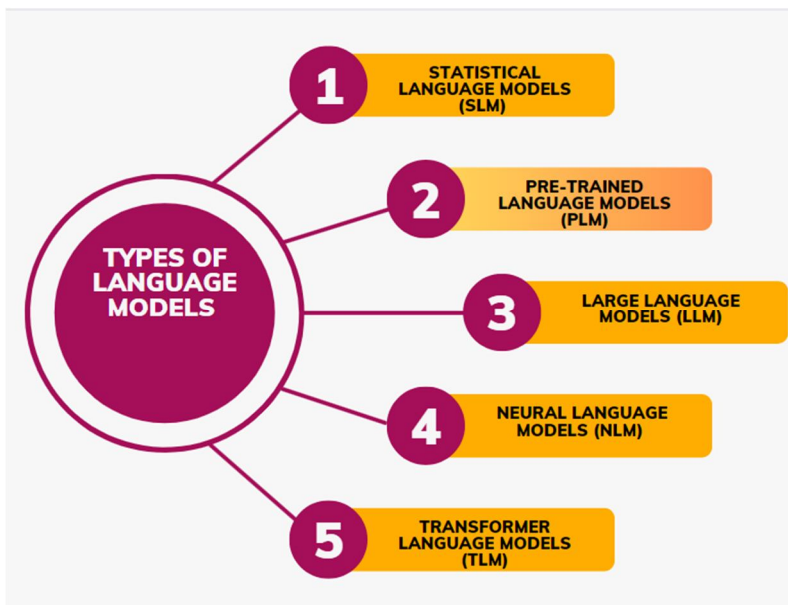 TYPES OF
LANGUAGE
MODELS
1
STATISTICAL
LANGUAGE MODELS
(SLM)
2
PRE-TRAINED
LANGUAGE MODELS
(PLM)
3
LARGE LANGUAGE
MODELS (LLM)
4
NEURAL LANGUAGE
MODELS (NLM)
5
TRANSFORMER
LANGUAGE MODELS
(TLM)